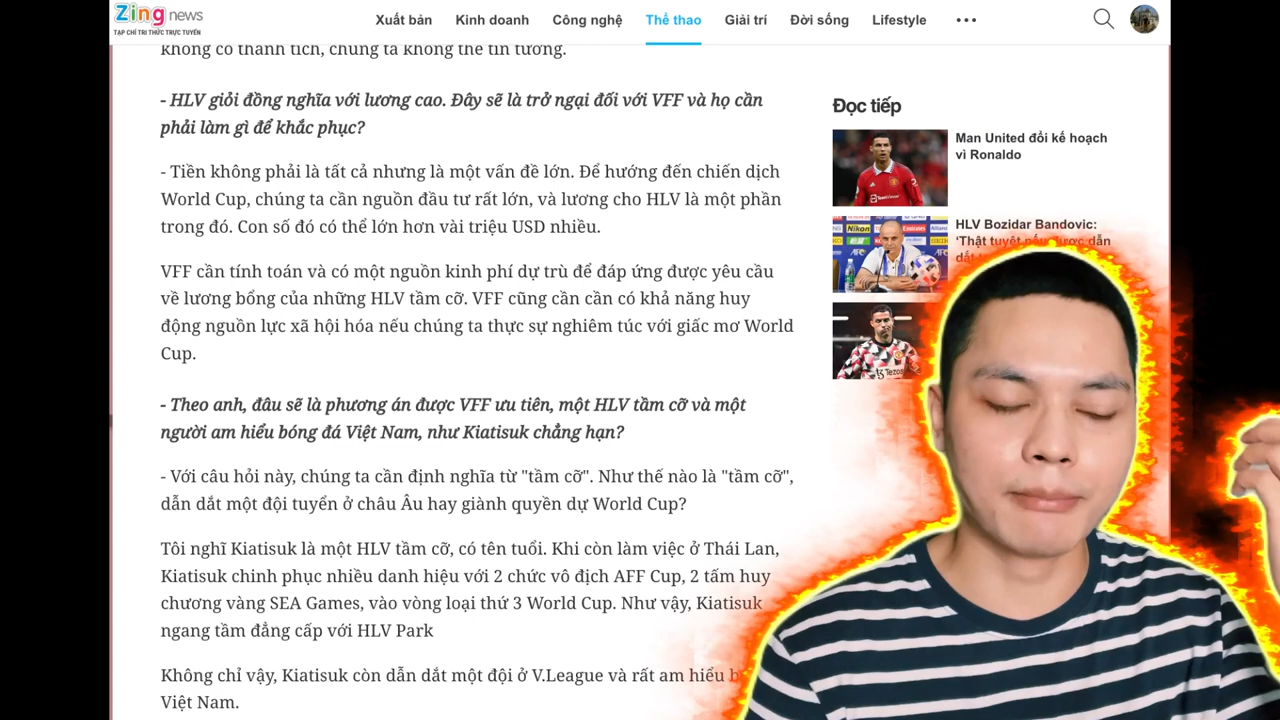 Zing news
TẠP CHÍ TRI THỨC TRỰC TUYẾN
Xuất bản Kinh doanh Công nghệ Thể thao Giải trí Đời sống Lifestyle
không có thành tích, chúng ta không thể tin tưởng.
- HLV giỏi đồng nghĩa với lương cao. Đây sẽ là trở ngại đối với VFF và họ cần
phải làm gì để khắc phục?
- Tiền không phải là tất cả nhưng là một vấn đề lớn. Để hướng đến chiến dịch
World Cup, chúng ta cần nguồn đầu tư rất lớn, và lương cho HLV là một phần
trong đó. Con số đó có thể lớn hơn vài triệu USD nhiều.
VFF cần tính toán và có một nguồn kinh phí dự trù để đáp ứng được yêu cầu
về lương bổng của những HLV tầm cỡ. VFF cũng cần cần có khả năng huy
động nguồn lực xã hội hóa nếu chúng ta thực sự nghiêm túc với giấc mơ World
Cup.
- Theo anh, đâu sẽ là phương án được VFF ưu tiên, một HLV tầm cỡ và một
người am hiểu bóng đá Việt Nam, như Kiatisuk chẳng hạn?
- Với câu hỏi này, chúng ta cần định nghĩa từ "tầm cỡ". Như thế nào là "tầm cỡ",
dẫn dắt một đội tuyển ở châu Âu hay giành quyền dự World Cup?
Tôi nghĩ Kiatisuk là một HLV tầm cỡ, có tên tuổi. Khi còn làm việc ở Thái Lan,
Kiatisuk chinh phục nhiều danh hiệu với 2 chức vô địch AFF Cup, 2 tấm huy
chương vàng SEA Games, vào vòng loại thứ 3 World Cup. Như vậy, Kiatisuk
ngang tầm đẳng cấp với HLV Park
Không chỉ vậy, Kiatisuk còn dẫn dắt một đội ở V.League và rất am hiểu
Việt Nam.
Đọc tiếp
Man United đổi kế hoạch
vì Ronaldo
HLV Bozidar Bandovic:
‘Thật tuyệt nếu được dẫn
Nikon
Tezos